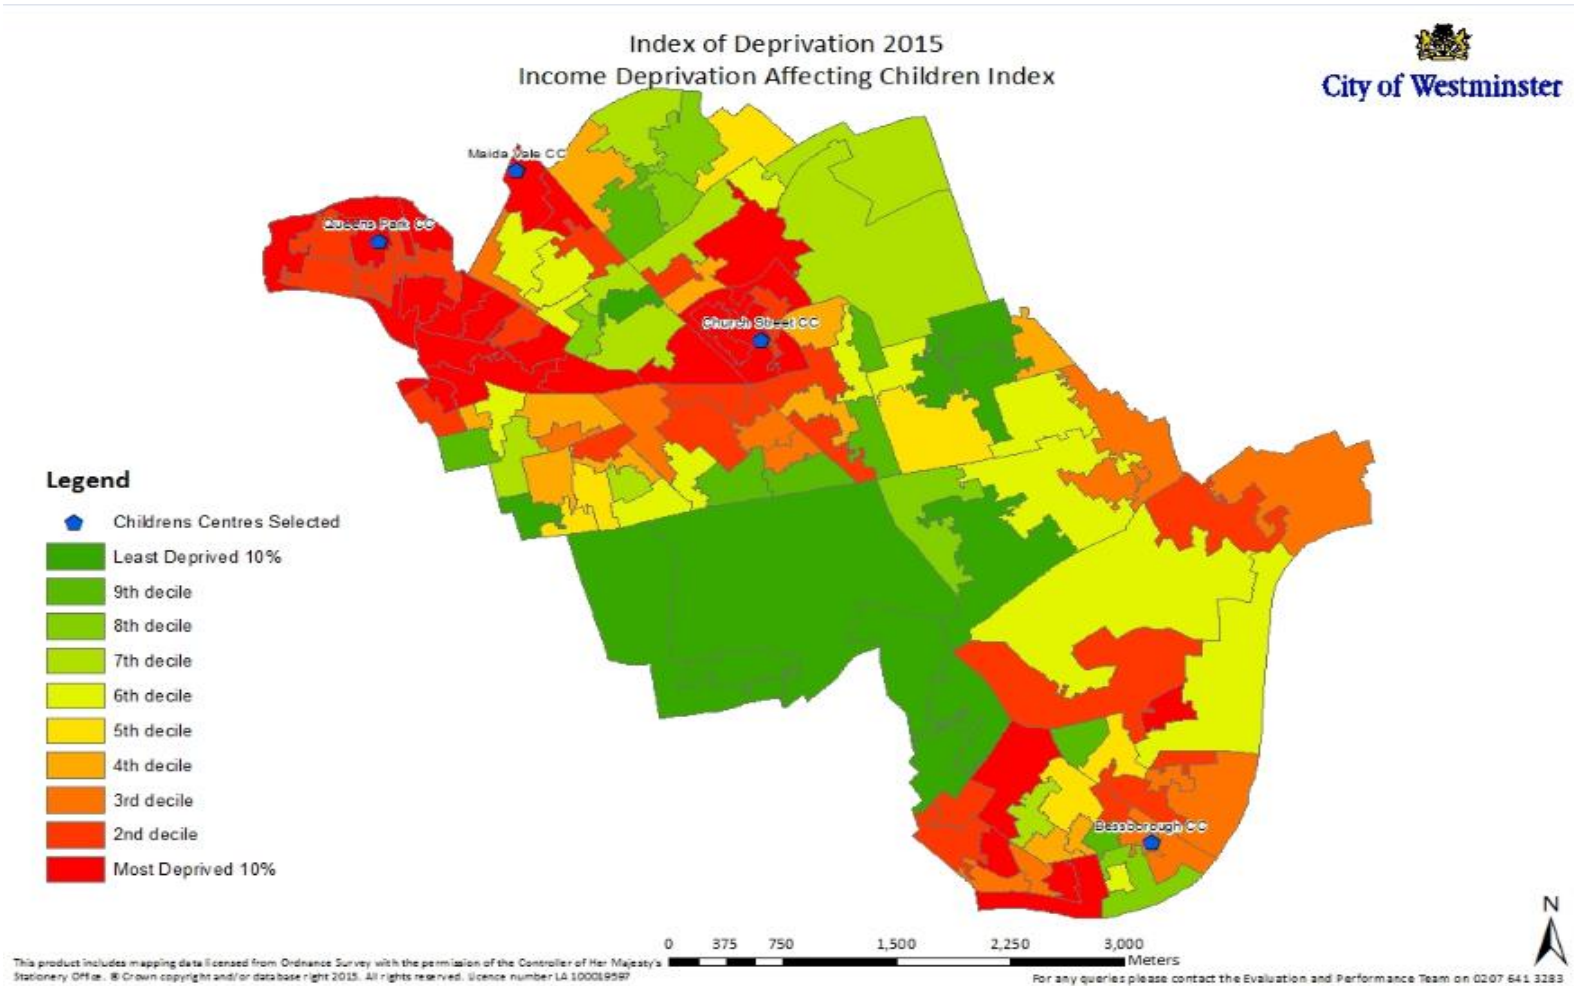 Index of Deprivation 2015
Income Deprivation Affecting Children Index
City of Westminster
Maida Vale CC
Queens Park CC
Church Street CC
Bessborough CC
Legend
Childrens Centres Selected
Least Deprived 10%
9th decile
8th decile
7th decile
6th decile
5th decile
4th decile
3rd decile
2nd decile
Most Deprived 10%
N
0 375 750 1,500 2,250 3,000
Meters
This product includes mapping data licensed from Ordnance Survey with the permission of the Controller of Her Majesty's
Stationery Office. © Crown copyright and/or database right 2015. All rights reserved. Licence number LA 100019597
For any queries please contact the Evaluation and Performance Team on 0207 641 3283